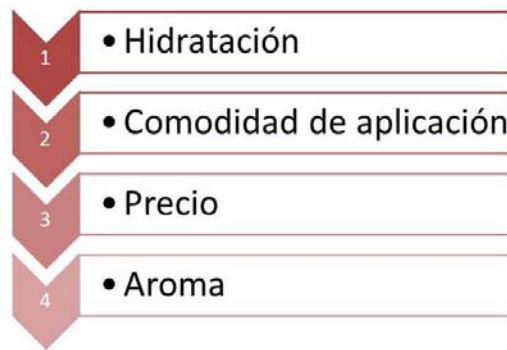 1
• Hidratación
2
• Comodidad de aplicación
3
• Precio
4
• Aroma